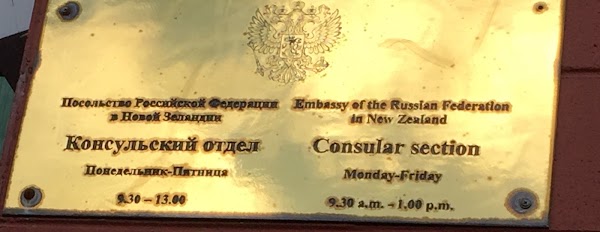 Посольство Российской Федерации
в Новой Зеландии
Консульский отдел
Понедельник-Пятница
9.30 – 13.00
Embassy of the Russian Federation
in New Zealand
Consular section
Monday-Friday
9.30 a.m. – 1.00 p.m.